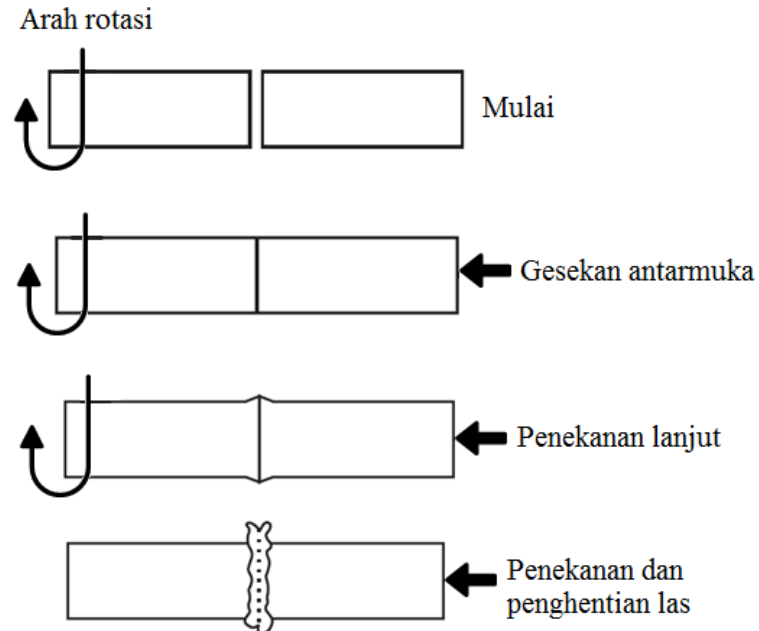 Arah rotasi
Mulai
Gesekan antarmuka
Penekanan lanjut
Penekanan dan
penghentian las